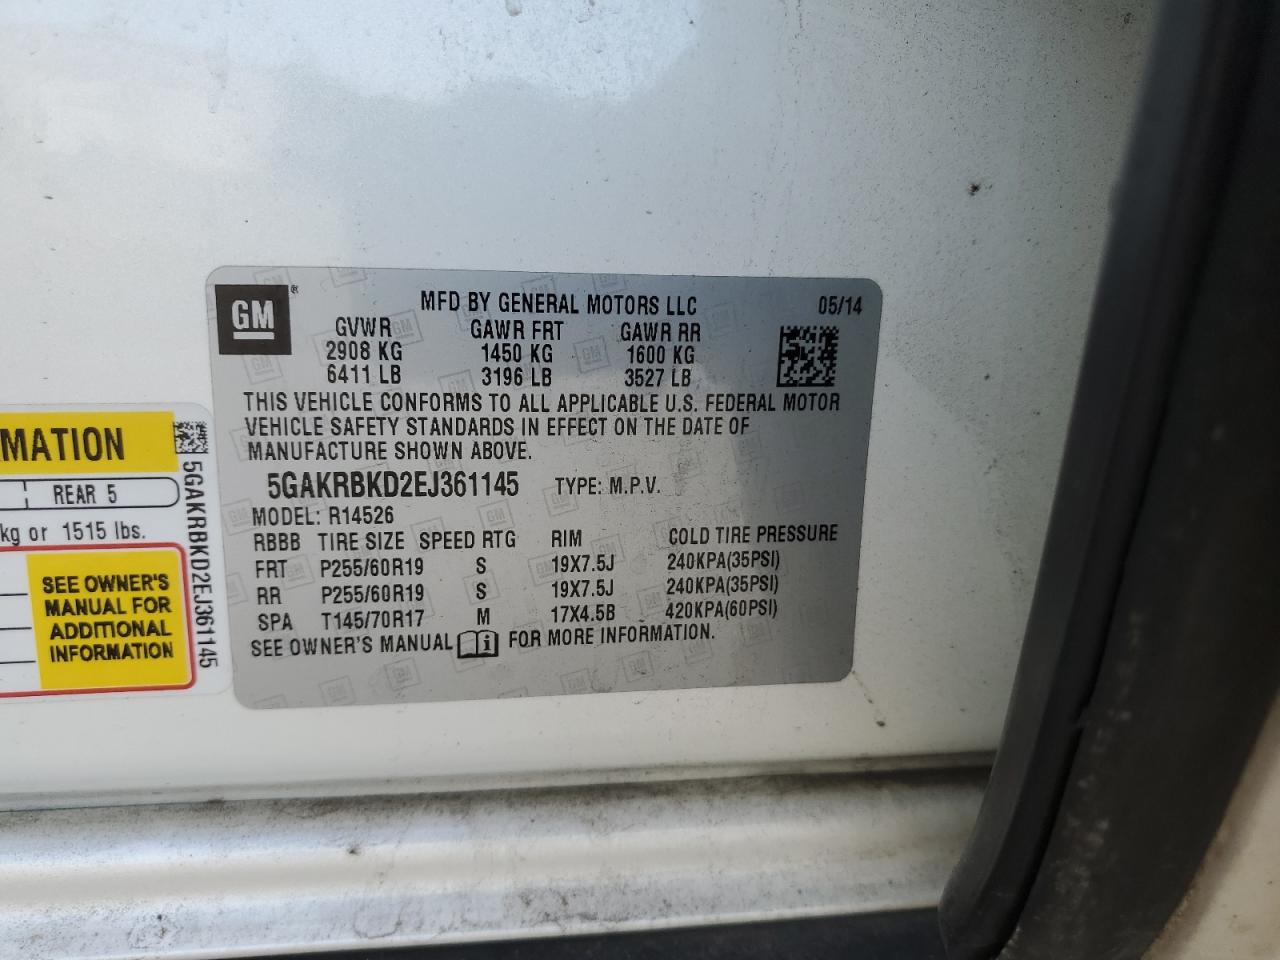 GM ®
MFD BY GENERAL MOTORS LLC 05/14
GVWR GAWR FRT GAWR RR
2908 KG 1450 KG 1600 KG
6411 LB 3196 LB 3527 LB
THIS VEHICLE CONFORMS TO ALL APPLICABLE U.S. FEDERAL MOTOR
VEHICLE SAFETY STANDARDS IN EFFECT ON THE DATE OF
MANUFACTURE SHOWN ABOVE.
5GAKRBKD2EJ361145 TYPE: M.P.V.
MODEL: R14526
RBBB TIRE SIZE SPEED RTG RIM COLD TIRE PRESSURE
FRT P255/60R19 S 19X7.5J 240KPA(35PSI)
RR P255/60R19 S 19X7.5J 240KPA(35PSI)
SPA T145/70R17 M 17X4.5B 420KPA(60PSI)
SEE OWNER'S MANUAL FOR MORE INFORMATION.
MATION
REAR 5
kg or 1515 lbs.
SEE OWNER'S
MANUAL FOR
ADDITIONAL
INFORMATION
5GAKRBKD2EJ361145